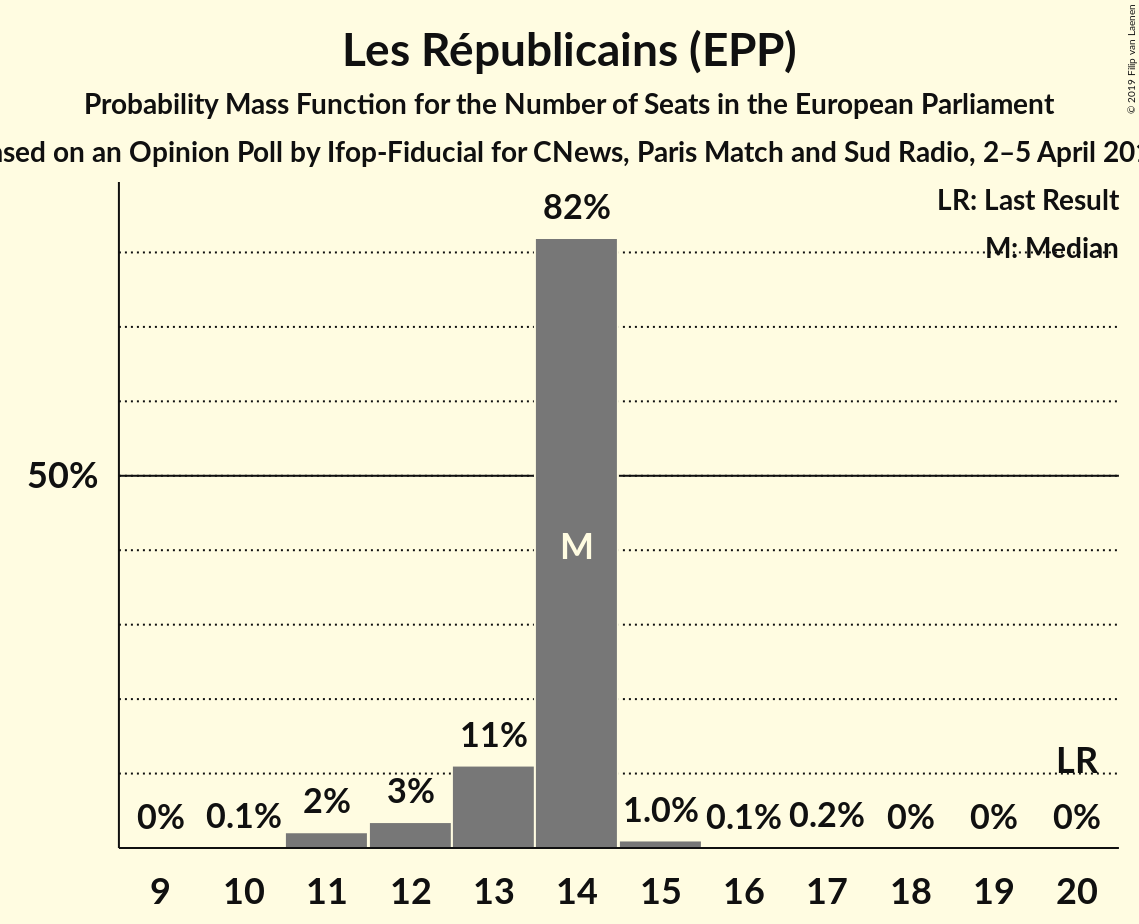 Les Républicains (EPP)
Probability Mass Function for the Number of Seats in the European Parliament
on an Opinion Poll by Ifop-Fiducial for CNews, Paris Match and Sud Radio, 2–5 April
© 2019 Filip van Laenen
LR: Last Result
M: Median
82%
50%
M
11%
LR
3%
2%
0% 0.1% 1.0% 0.1% 0.2% 0% 0% 0%
9 10 11 12 13 14 15 16 17 18 19 20